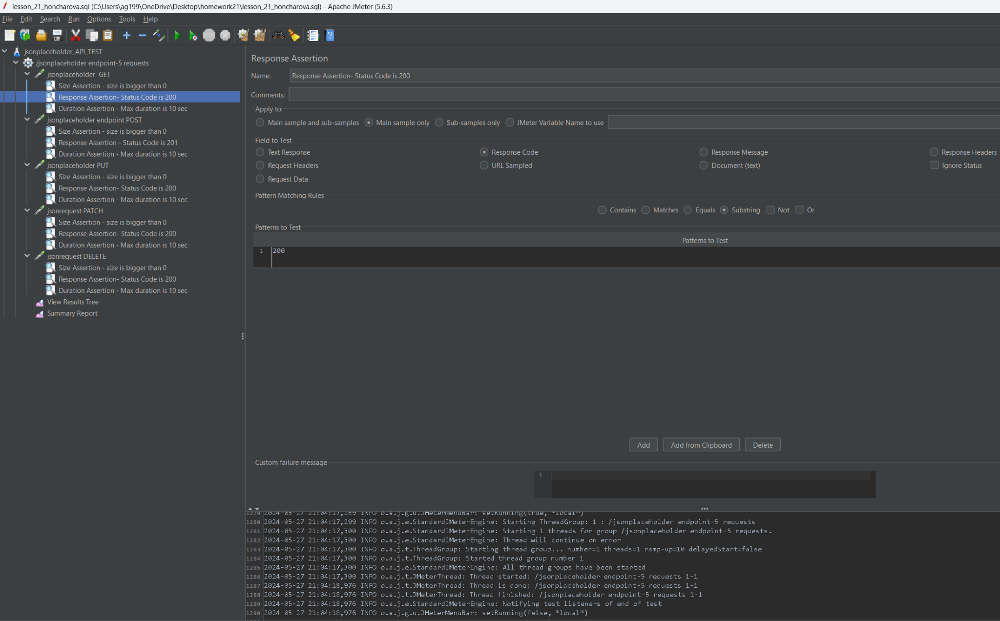 lesson_21_honcharova.sql (C:\Users\ag199\OneDrive\Desktop\homework21\lesson_21_honcharova.sql) - Apache JMeter (5.6.3)
File Edit Search Run Options Tools Help
STOP
jsonplaceholder_API_TEST
/jsonplaceholder endpoint-5 requests
jsonplaceholder GET
Size Assertion - size is bigger than 0
Response Assertion- Status Code is 200
Duration Assertion - Max duration is 10 sec
jsonplaceholder endpoint POST
Size Assertion - size is bigger than 0
Response Assertion - Status Code is 201
Duration Assertion - Max duration is 10 sec
jsonplaceholder PUT
Size Assertion - size is bigger than 0
Response Assertion- Status Code is 200
Duration Assertion - Max duration is 10 sec
jsonrequest PATCH
Size Assertion - size is bigger than 0
Response Assertion- Status Code is 200
Duration Assertion - Max duration is 10 sec
jsonrequest DELETE
Size Assertion - size is bigger than 0
Response Assertion- Status Code is 200
Duration Assertion - Max duration is 10 sec
View Results Tree
Summary Report
Response Assertion
Name: Response Assertion- Status Code is 200
Comments:
Apply to:
Main sample and sub-samples Main sample only Sub-samples only JMeter Variable Name to use
Field to Test
Text Response Response Code Response Message Response Headers
Request Headers URL Sampled Document (text) Ignore Status
Request Data
Pattern Matching Rules
Contains Matches Equals Substring Not Or
Patterns to Test
Patterns to Test
1 200
Add Add from Clipboard Delete
Custom failure message
1
1279 2024-05-27 21:04:17,259 INFO o.a.j.g.u.JMeterMenuBar: setRunning(true, *local*)
1280 2024-05-27 21:04:17,299 INFO o.a.j.e.StandardJMeterEngine: Starting ThreadGroup: 1 : /jsonplaceholder endpoint-5 requests
1281 2024-05-27 21:04:17,300 INFO o.a.j.e.StandardJMeterEngine: Starting 1 threads for group /jsonplaceholder endpoint-5 requests.
1282 2024-05-27 21:04:17,300 INFO o.a.j.e.StandardJMeterEngine: Thread will continue on error
1283 2024-05-27 21:04:17,300 INFO o.a.j.t.ThreadGroup: Starting thread group... number=1 threads=1 ramp-up=10 delayedStart=false
1284 2024-05-27 21:04:17,300 INFO o.a.j.t.ThreadGroup: Started thread group number 1
1285 2024-05-27 21:04:17,300 INFO o.a.j.e.StandardJMeterEngine: All thread groups have been started
1286 2024-05-27 21:04:17,300 INFO o.a.j.t.JMeterThread: Thread started: /jsonplaceholder endpoint-5 requests 1-1
1287 2024-05-27 21:04:18,976 INFO o.a.j.t.JMeterThread: Thread is done: /jsonplaceholder endpoint-5 requests 1-1
1288 2024-05-27 21:04:18,976 INFO o.a.j.t.JMeterThread: Thread finished: /jsonplaceholder endpoint-5 requests 1-1
1289 2024-05-27 21:04:18,976 INFO o.a.j.e.StandardJMeterEngine: Notifying test listeners of end of test
1290 2024-05-27 21:04:18,976 INFO o.a.j.g.u.JMeterMenuBar: setRunning(false, *local*)